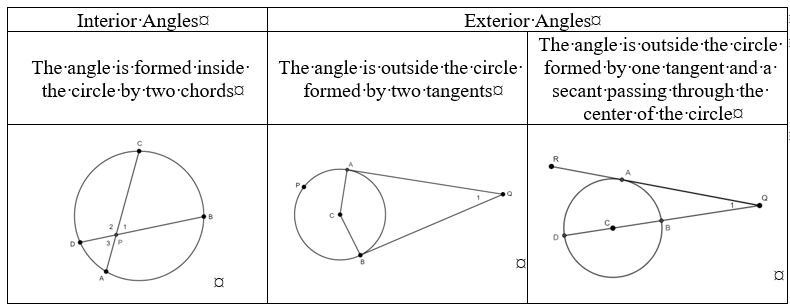 Interior·Angles¤
Exterior·Angles¤
The·angle·is·formed·inside·
the·circle·by·two·chords¤
The·angle·is·outside·the·circle·
formed·by·two·tangents¤
The·angle·is·outside·the·circle·
formed·by·one·tangent·and·a·
secant·passing·through·the·
center·of·the·circle¤
C
2 1
B
D
3 P
A
¤
A
P
1 Q
C
B
¤
R
A
Q
1
C
B
D
¤